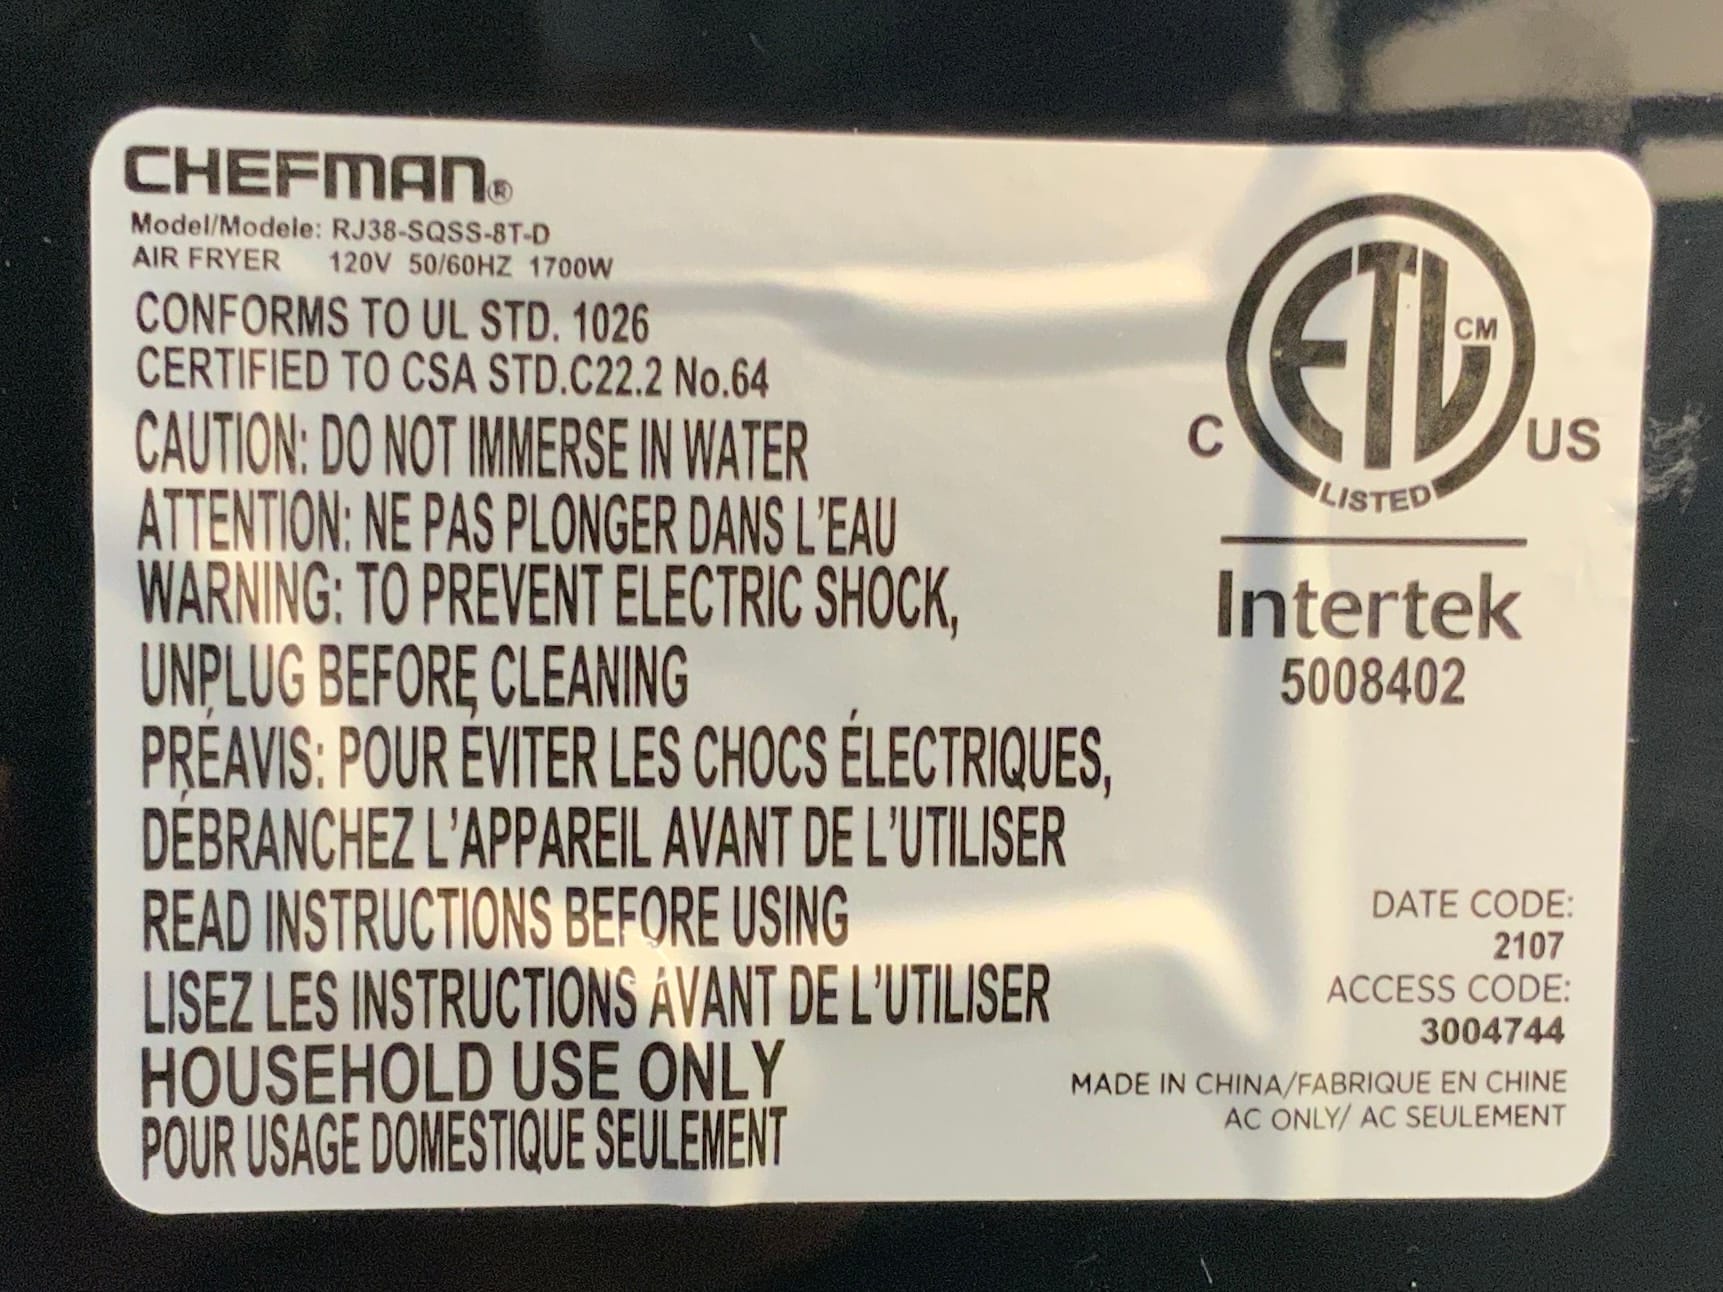 CHEFMAN®
Model/Modele: RJ38-SQSS-8T-D
AIR FRYER 120V 50/60HZ 1700W
CONFORMS TO UL STD. 1026
CERTIFIED TO CSA STD.C22.2 No.64
CAUTION: DO NOT IMMERSE IN WATER
ATTENTION: NE PAS PLONGER DANS L'EAU
WARNING: TO PREVENT ELECTRIC SHOCK,
UNPLUG BEFORE CLEANING
PRÉAVIS: POUR ÉVITER LES CHOCS ÉLECTRIQUES,
DÉBRANCHEZ L'APPAREIL AVANT DE L'UTILISER
READ INSTRUCTIONS BEFORE USING
LISEZ LES INSTRUCTIONS AVANT DE L'UTILISER
HOUSEHOLD USE ONLY
POUR USAGE DOMESTIQUE SEULEMENT
ETL CM
C US
LISTED
Intertek
5008402
DATE CODE:
2107
ACCESS CODE:
3004744
MADE IN CHINA/FABRIQUE EN CHINE
AC ONLY/ AC SEULEMENT